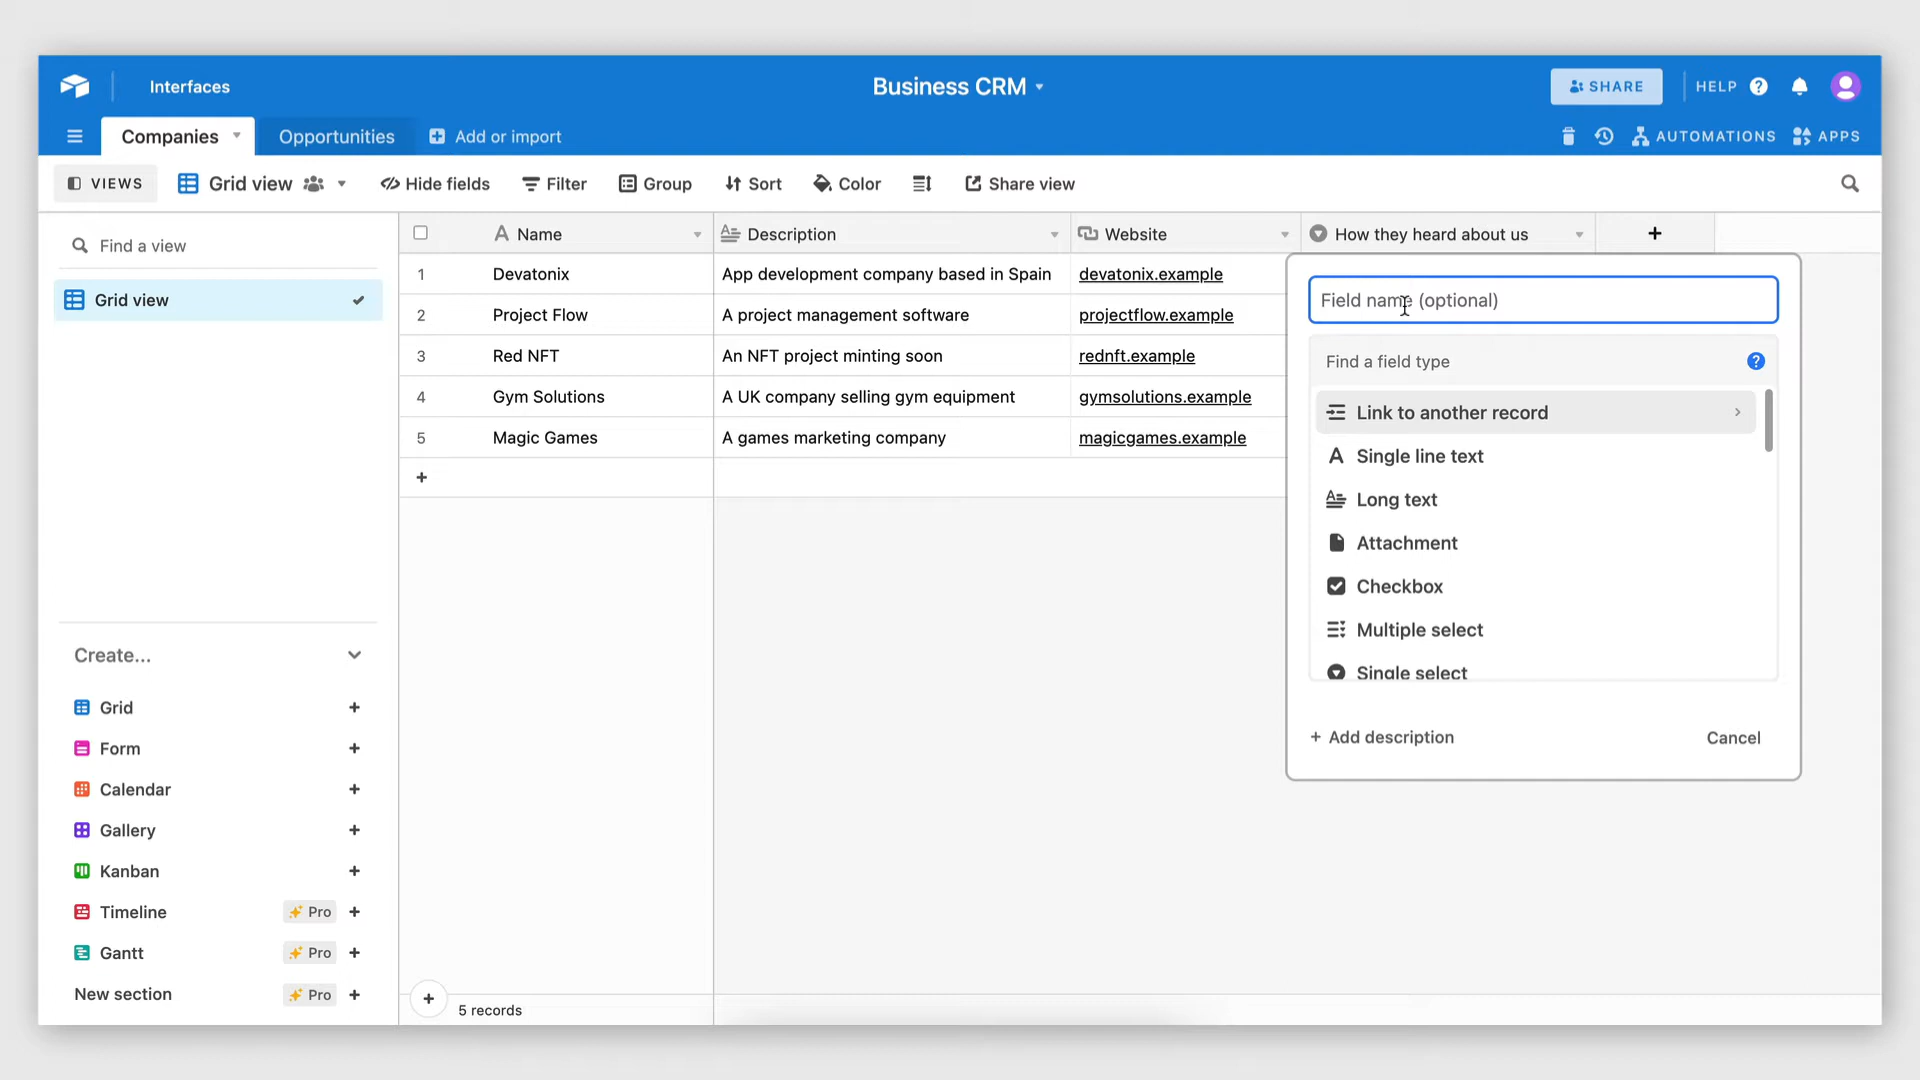 Interfaces
Business CRM
SHARE
HELP
Companies
Opportunities
Add or import
AUTOMATIONS
APPS
VIEWS
Grid view
Hide fields
Filter
Group
Sort
Color
Share view
Find a view
Grid view
Name
Description
Website
How they heard about us
1 Devatonix App development company based in Spain devatonix.example
2 Project Flow A project management software projectflow.example
3 Red NFT An NFT project minting soon rednft.example
4 Gym Solutions A UK company selling gym equipment gymsolutions.example
5 Magic Games A games marketing company magicgames.example
Field name (optional)
Find a field type
Link to another record
Single line text
Long text
Attachment
Checkbox
Multiple select
Single select
+ Add description
Cancel
Create...
Grid
Form
Calendar
Gallery
Kanban
Timeline Pro
Gantt Pro
New section Pro
5 records